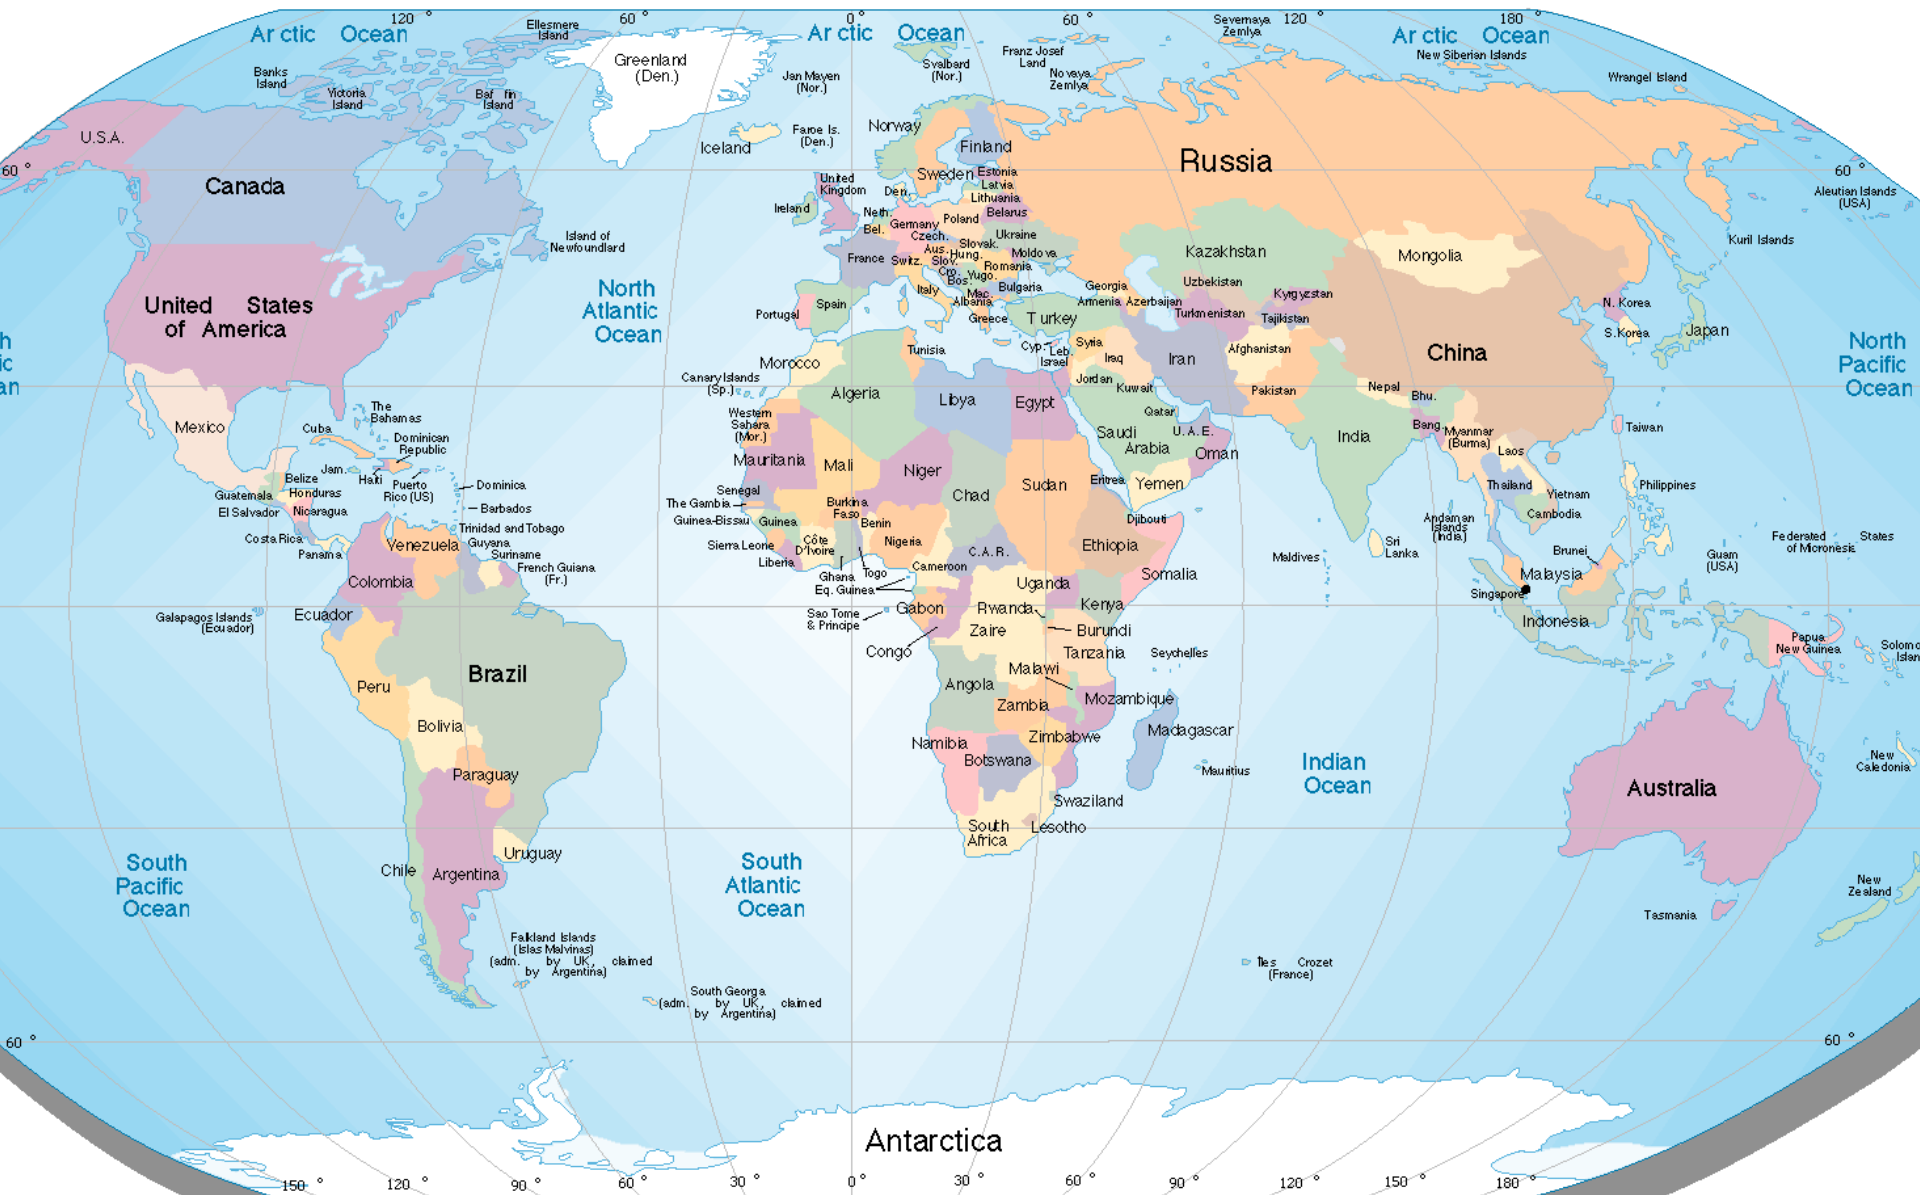 120 °
60 °
0 °
60 °
120 °
180 °
Arctic Ocean
Arctic Ocean
Arctic Ocean
Ellesmere
Island
Severnaya
Zemlya
Greenland
(Den.)
Svalbard
(Nor.)
Franz Josef
Land
Novaya
Zemlya
New Siberian Islands
Wrangel Island
Banks
Island
Victoria
Island
Baffin
Island
Jan Mayen
(Nor.)
U.S.A.
Iceland
Faroe Is.
(Den.)
Norway
Finland
Sweden
Russia
60 °
60 °
Canada
Aleutian Islands
(USA)
United
Kingdom
Ireland
Den.
Estonia
Latvia
Lithuania
Belarus
Neth.
Bel.
Germany
Poland
Czech.
Slovak.
Ukraine
Moldova
France
Switz.
Aus.
Hung.
Slov.
Romania
Cro.
Bos.
Yugo.
Italy
Mac.
Bulgaria
Albania
Greece
Island of
Newfoundland
Kazakhstan
Mongolia
Kuril Islands
Uzbekistan
Georgia
Armenia
Azerbaijan
Kyrgyzstan
Turkmenistan
Tajikistan
N. Korea
S.Korea
Japan
United States
of America
North
Atlantic
Ocean
Portugal
Spain
Turkey
China
North
Pacific
Ocean
h
ic
an
Morocco
Tunisia
Cyp.
Leb.
Israel
Syria
Iraq
Iran
Afghanistan
Canary Islands
(Sp.)
Algeria
Libya
Egypt
Jordan
Kuwait
Pakistan
Nepal
Bhu.
Mexico
The
Bahamas
Cuba
Dominican
Republic
Western
Sahara
(Mor.)
Qatar
Saudi
Arabia
U.A.E.
Oman
India
Bang.
Myanmar
(Burma)
Taiwan
Laos
Jam.
Haiti
Puerto
Rico (US)
Belize
Honduras
Guatemala
El Salvador
Nicaragua
Dominica
Barbados
Trinidad and Tobago
Costa Rica
Panama
Mauritania
Mali
Niger
Chad
Sudan
Eritrea
Yemen
Djibouti
Thailand
Vietnam
Cambodia
Philippines
Senegal
The Gambia
Guinea-Bissau
Guinea
Burkina
Faso
Benin
Sierra Leone
Liberia
Côte
D'Ivoire
Nigeria
Ghana
Togo
Eq. Guinea
Cameroon
C.A.R.
Ethiopia
Somalia
Maldives
Sri
Lanka
Andaman
Islands
(India)
Brunei
Malaysia
Singapore
Indonesia
Guam
(USA)
Federated States
of Micronesia
Venezuela
Guyana
Suriname
French Guiana
(Fr.)
Colombia
Galapagos Islands
(Ecuador)
Ecuador
Sao Tome
& Principe
Gabon
Congo
Uganda
Rwanda
Kenya
Zaire
Burundi
Tanzania
Seychelles
Papua
New Guinea
Solomo
Islan
Brazil
Peru
Bolivia
Angola
Malawi
Zambia
Mozambique
Madagascar
Zimbabwe
Namibia
Botswana
Mauritius
Indian
Ocean
Australia
New
Caledonia
Paraguay
Swaziland
South
Africa
Lesotho
Uruguay
Chile
Argentina
South
Pacific
Ocean
South
Atlantic
Ocean
New
Zealand
Tasmania
Falkland Islands
(Islas Malvinas)
(adm. by UK, claimed
by Argentina)
South Georga
(adm. by UK, claimed
by Argentina)
Îles Crozet
(France)
60 °
60 °
Antarctica
150 °
120 °
90 °
60 °
30 °
0 °
30 °
60 °
90 °
120 °
150 °
180 °